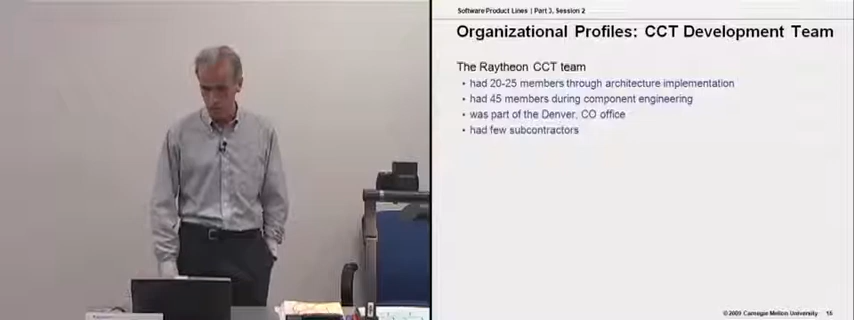 Software Product Lines | Part 3, Session 2
Organizational Profiles: CCT Development Team
The Raytheon CCT team
• had 20-25 members through architecture implementation
• had 45 members during component engineering
• was part of the Denver, CO office
• had few subcontractors
© 2009 Carnegie Mellon University 15